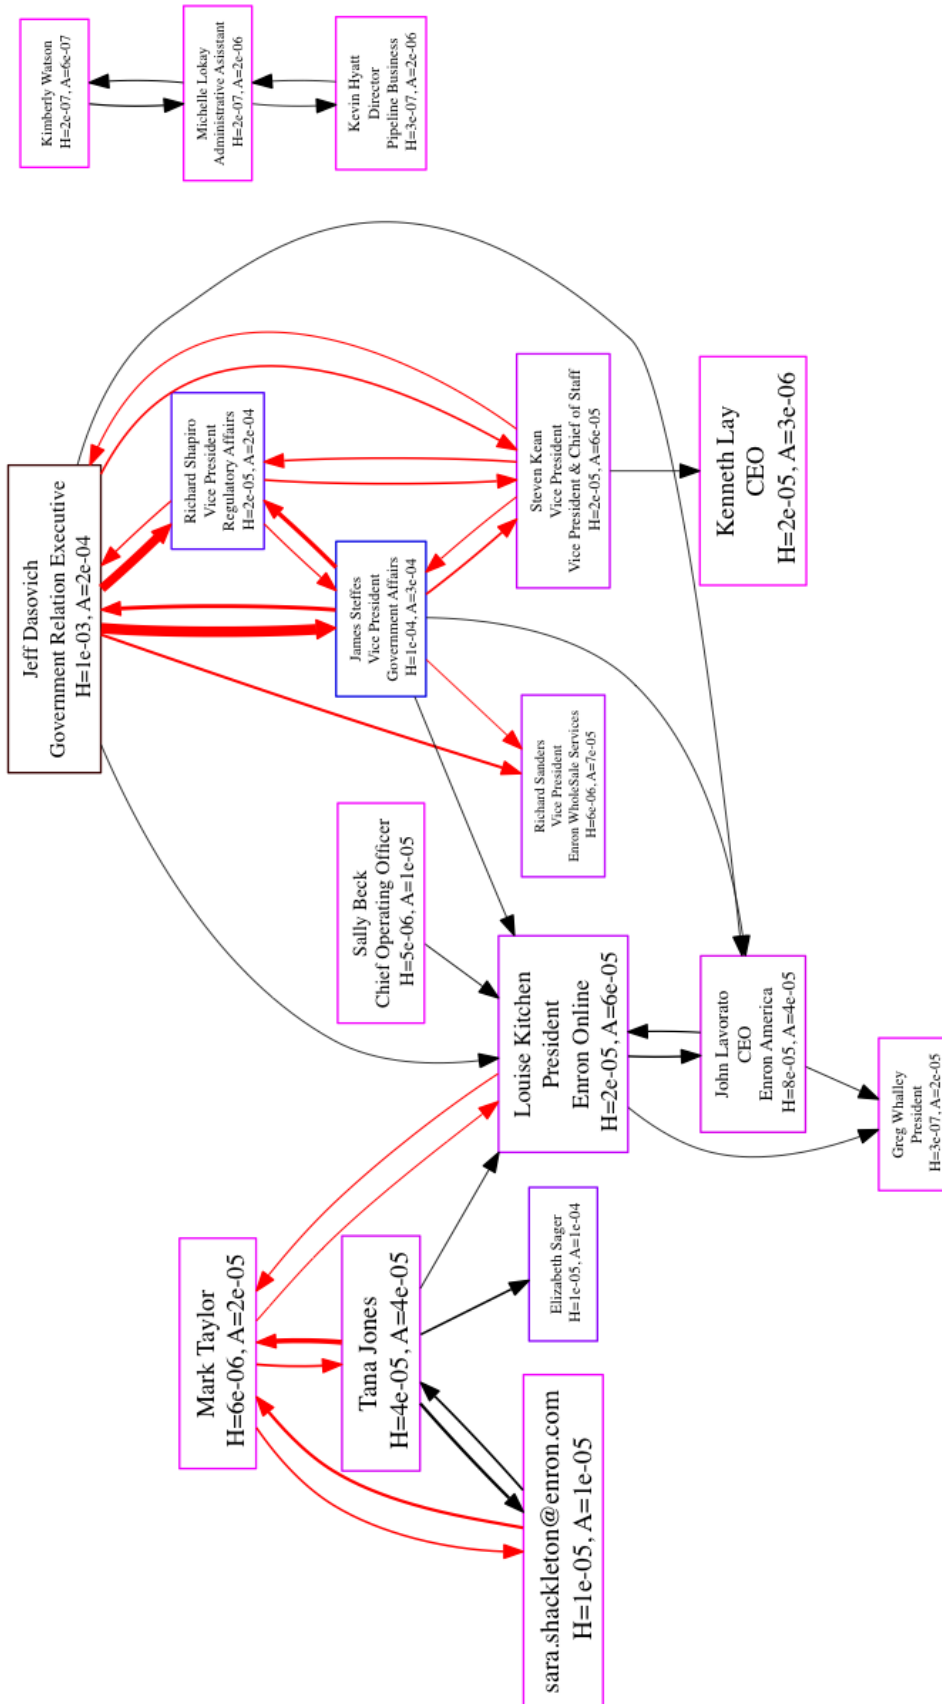 Kimberly Watson
H=2e-07, A=6e-07
Michelle Lokay
Administrative Asisstant
H=2e-07, A=2e-06
Kevin Hyatt
Director
Pipeline Business
H=3e-07, A=2e-06
Jeff Dasovich
Government Relation Executive
H=1e-03, A=2e-04
Richard Shapiro
Vice President
Regulatory Affairs
H=2e-05, A=2e-04
James Steffes
Vice President
Government Affairs
H=1e-04, A=3e-04
Steven Kean
Vice President
Vice President & Chief of Staff
H=2e-05, A=6e-05
Kenneth Lay
CEO
H=2e-05, A=3e-06
Richard Sanders
Vice President
Enron WholeSale Services
H=6e-06, A=7e-05
Sally Beck
Chief Operating Officer
H=5e-06, A=1e-05
Louise Kitchen
President
Enron Online
H=2e-05, A=6e-05
John Lavorato
CEO
Enron America
H=8e-05, A=4e-05
Greg Whalley
President
H=3e-07, A=2e-05
Mark Taylor
H=6e-06, A=2e-05
Tana Jones
H=4e-05, A=4e-05
Elizabeth Sager
H=1e-05, A=1e-04
sara.shackleton@enron.com
H=1e-05, A=1e-05